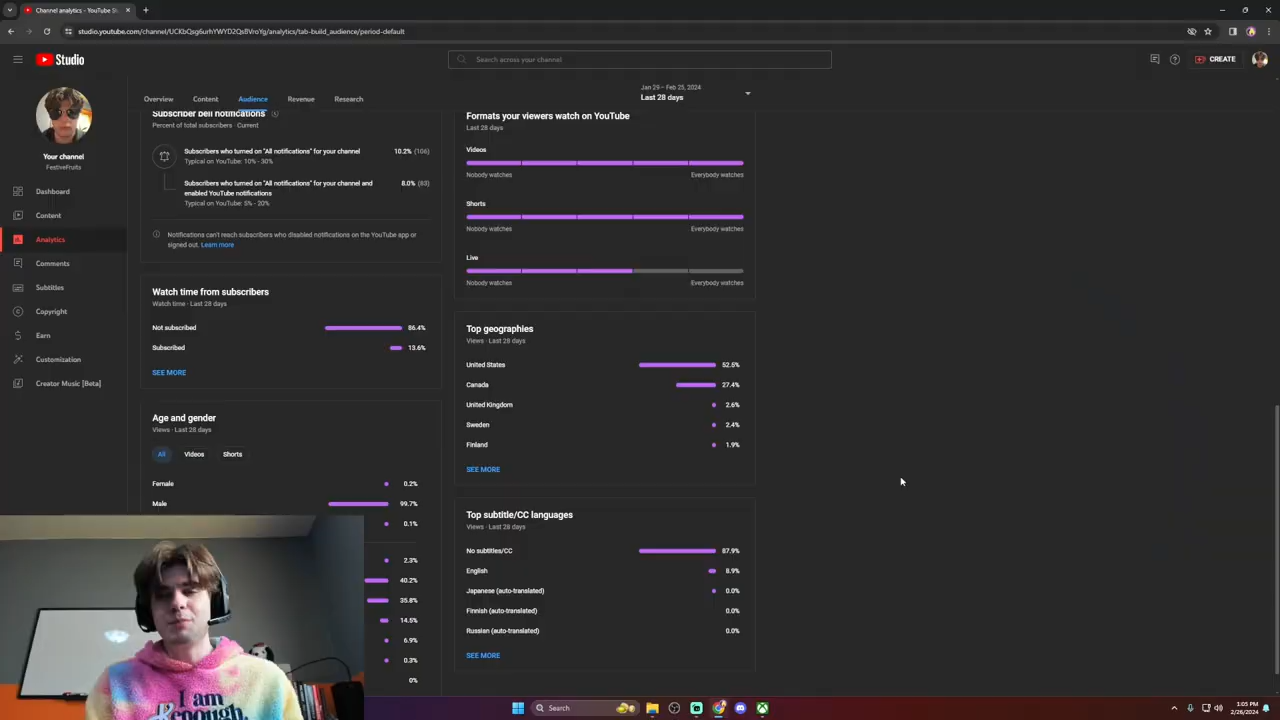 Channel analytics - YouTube St
studio.youtube.com/channel/UCKbQsg6urhYWYD2QsBVroYg/analytics/tab-build_audience/period-default
Studio
Search across your channel
CREATE
Your channel
FestiveFruits
Dashboard
Content
Analytics
Comments
Subtitles
Copyright
Earn
Customization
Creator Music [Beta]
Overview
Content
Audience
Revenue
Research
Jan 29 – Feb 25, 2024
Last 28 days
Subscriber bell notifications
Percent of total subscribers · Current
Subscribers who turned on "All notifications" for your channel
10.2% (106)
Typical on YouTube: 10% - 30%
Subscribers who turned on "All notifications" for your channel and
8.0% (83)
enabled YouTube notifications
Typical on YouTube: 5% - 20%
Notifications can't reach subscribers who disabled notifications on the YouTube app or
signed out. Learn more
Watch time from subscribers
Watch time · Last 28 days
Not subscribed 86.4%
Subscribed 13.6%
SEE MORE
Age and gender
Views · Last 28 days
All Videos Shorts
Female 0.2%
Male 99.7%
0.1%
2.3%
40.2%
35.8%
14.5%
6.9%
0.3%
0%
Formats your viewers watch on YouTube
Last 28 days
Videos
Nobody watches Everybody watches
Shorts
Nobody watches Everybody watches
Live
Nobody watches Everybody watches
Top geographies
Views · Last 28 days
United States 52.5%
Canada 27.4%
United Kingdom 2.6%
Sweden 2.4%
Finland 1.9%
SEE MORE
Top subtitle/CC languages
Views · Last 28 days
No subtitles/CC 87.9%
English 8.9%
Japanese (auto-translated) 0.0%
Finnish (auto-translated) 0.0%
Russian (auto-translated) 0.0%
SEE MORE
I am
enough
Search
1:05 PM
2/26/2024